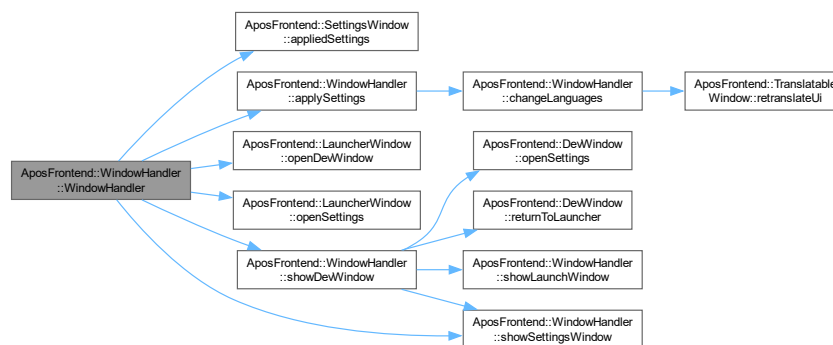 AposFrontend::SettingsWindow
::appliedSettings
AposFrontend::WindowHandler
::applySettings
AposFrontend::WindowHandler
::changeLanguages
AposFrontend::Translatable
Window::retranslateUi
AposFrontend::LauncherWindow
::openDevWindow
AposFrontend::DevWindow
::openSettings
AposFrontend::WindowHandler
::WindowHandler
AposFrontend::LauncherWindow
::openSettings
AposFrontend::DevWindow
::returnToLauncher
AposFrontend::WindowHandler
::showDevWindow
AposFrontend::WindowHandler
::showLaunchWindow
AposFrontend::WindowHandler
::showSettingsWindow